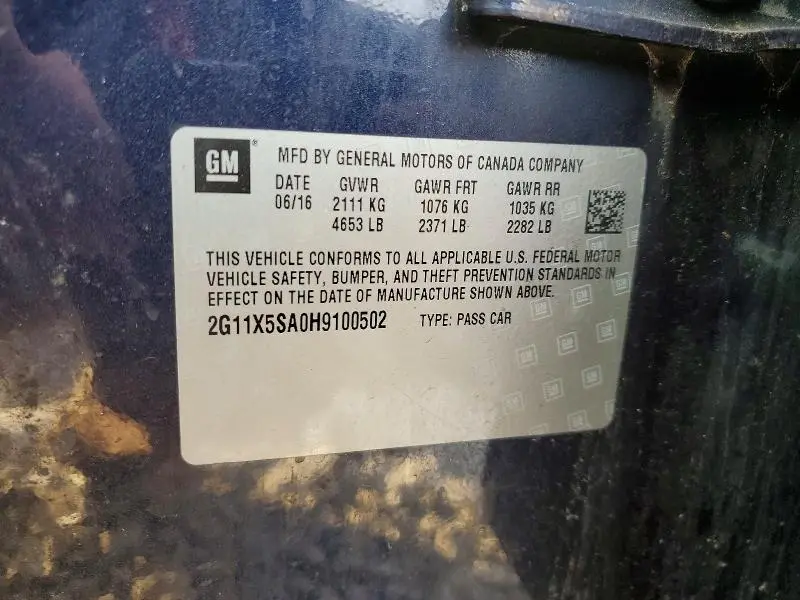 GM ® MFD BY GENERAL MOTORS OF CANADA COMPANY
DATE GVWR GAWR FRT GAWR RR
06/16 2111 KG 1076 KG 1035 KG
4653 LB 2371 LB 2282 LB
THIS VEHICLE CONFORMS TO ALL APPLICABLE U.S. FEDERAL MOTOR
VEHICLE SAFETY, BUMPER, AND THEFT PREVENTION STANDARDS IN
EFFECT ON THE DATE OF MANUFACTURE SHOWN ABOVE.
2G11X5SA0H9100502 TYPE: PASS CAR